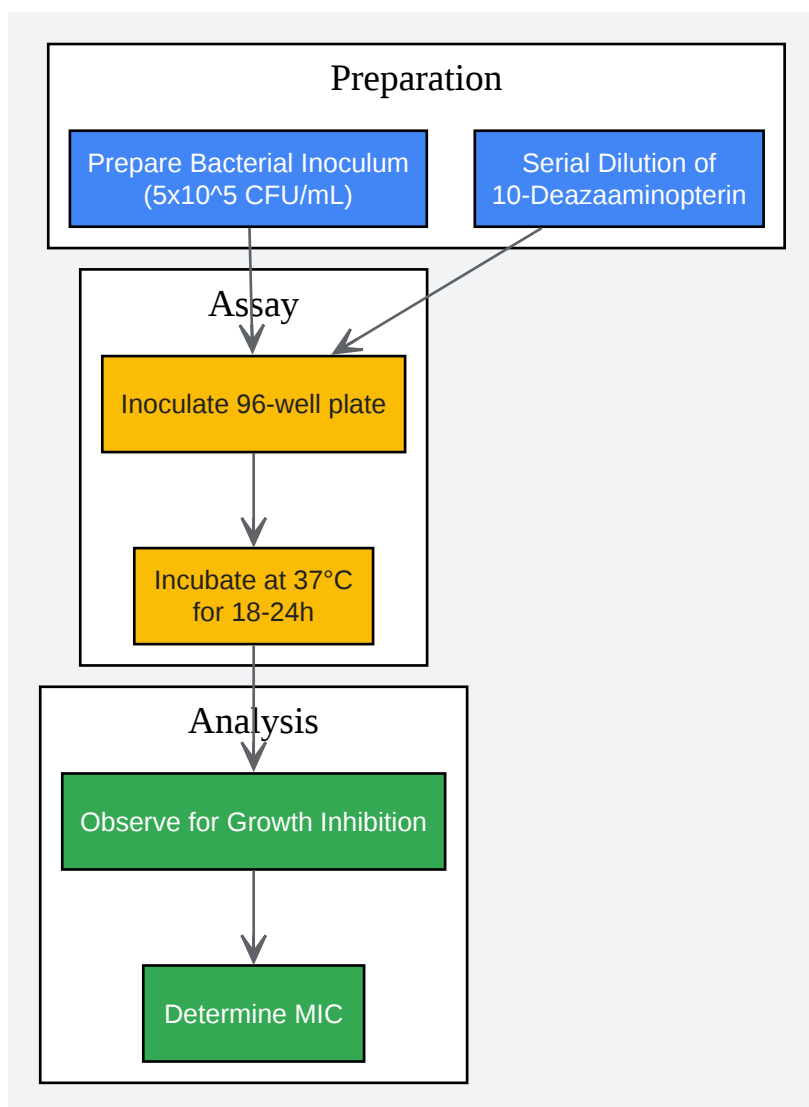 Preparation
Prepare Bacterial Inoculum
(5x10^5 CFU/mL)
Serial Dilution of
10-Deazaaminopterin
Assay
Inoculate 96-well plate
Incubate at 37°C
for 18-24h
Analysis
Observe for Growth Inhibition
Determine MIC